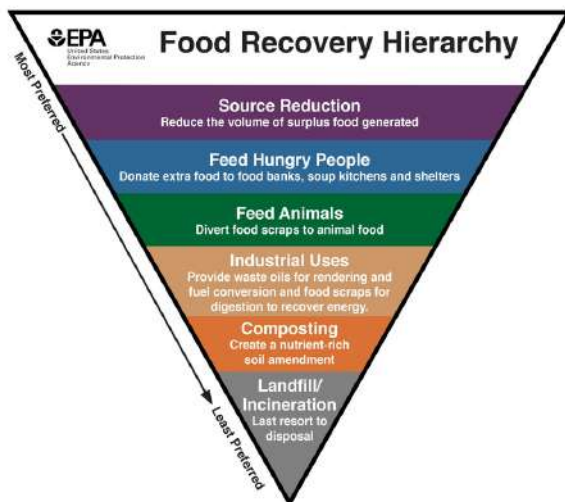 EPA
United States
Environmental Protection
Agency
Food Recovery Hierarchy
Most Preferred
Source Reduction
Reduce the volume of surplus food generated
Feed Hungry People
Donate extra food to food banks, soup kitchens and shelters
Feed Animals
Divert food scraps to animal food
Industrial Uses
Provide waste oils for rendering and
fuel conversion and food scraps for
digestion to recover energy.
Composting
Create a nutrient-rich
soil amendment
Landfill/
Incineration
Last resort to
disposal
Least Preferred